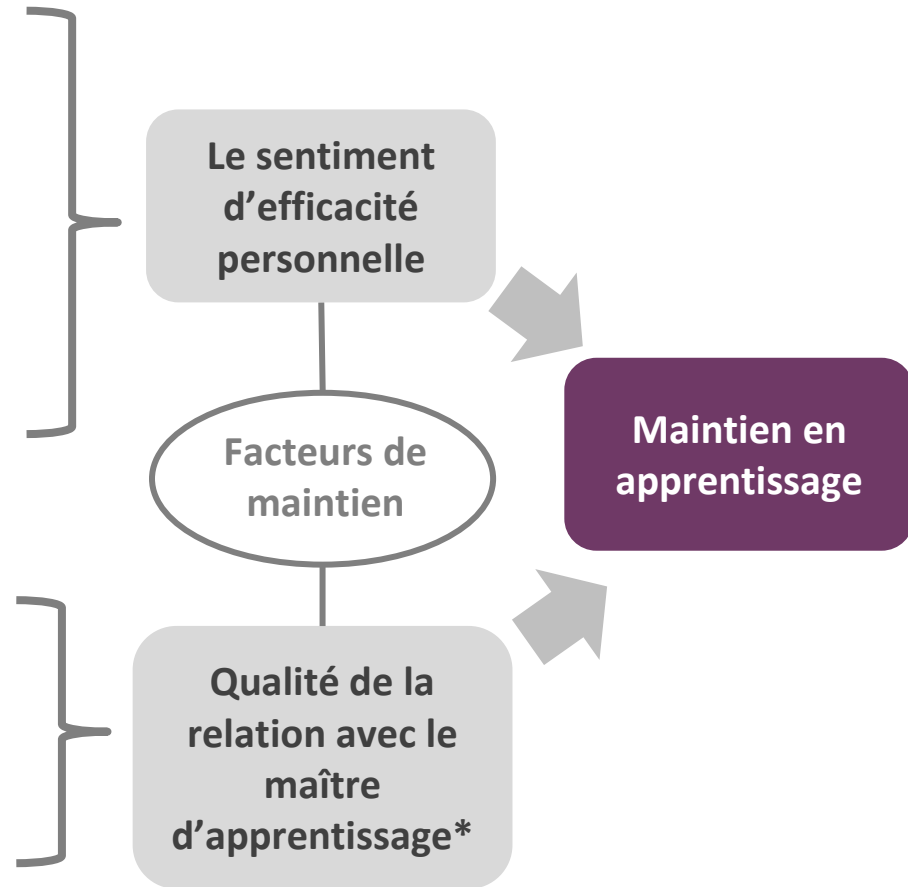 Le sentiment
d’efficacité
personnelle
Facteurs de
maintien
Maintien en
apprentissage
Qualité de la
relation avec le
maître
d’apprentissage*